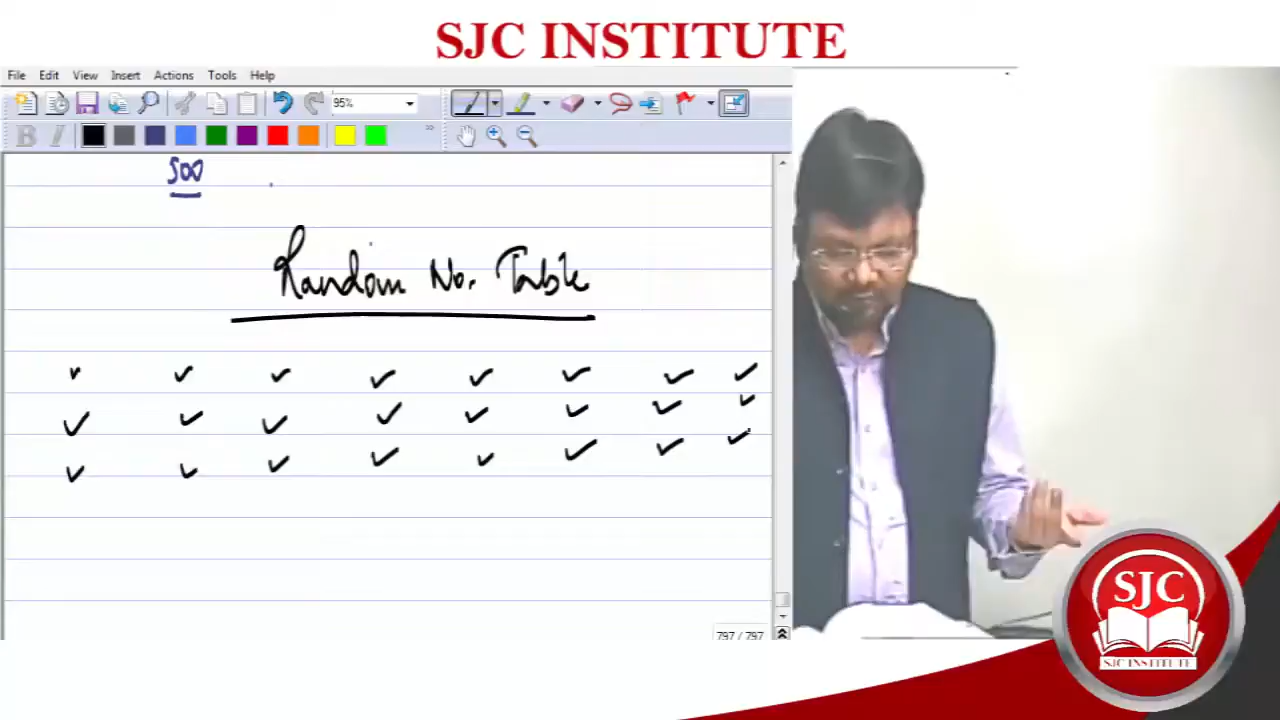 SJC INSTITUTE
File Edit View Insert Actions Tools Help
95%
B I
500
Random No. Table
797 / 797
SJC
SJC INSTITUTE